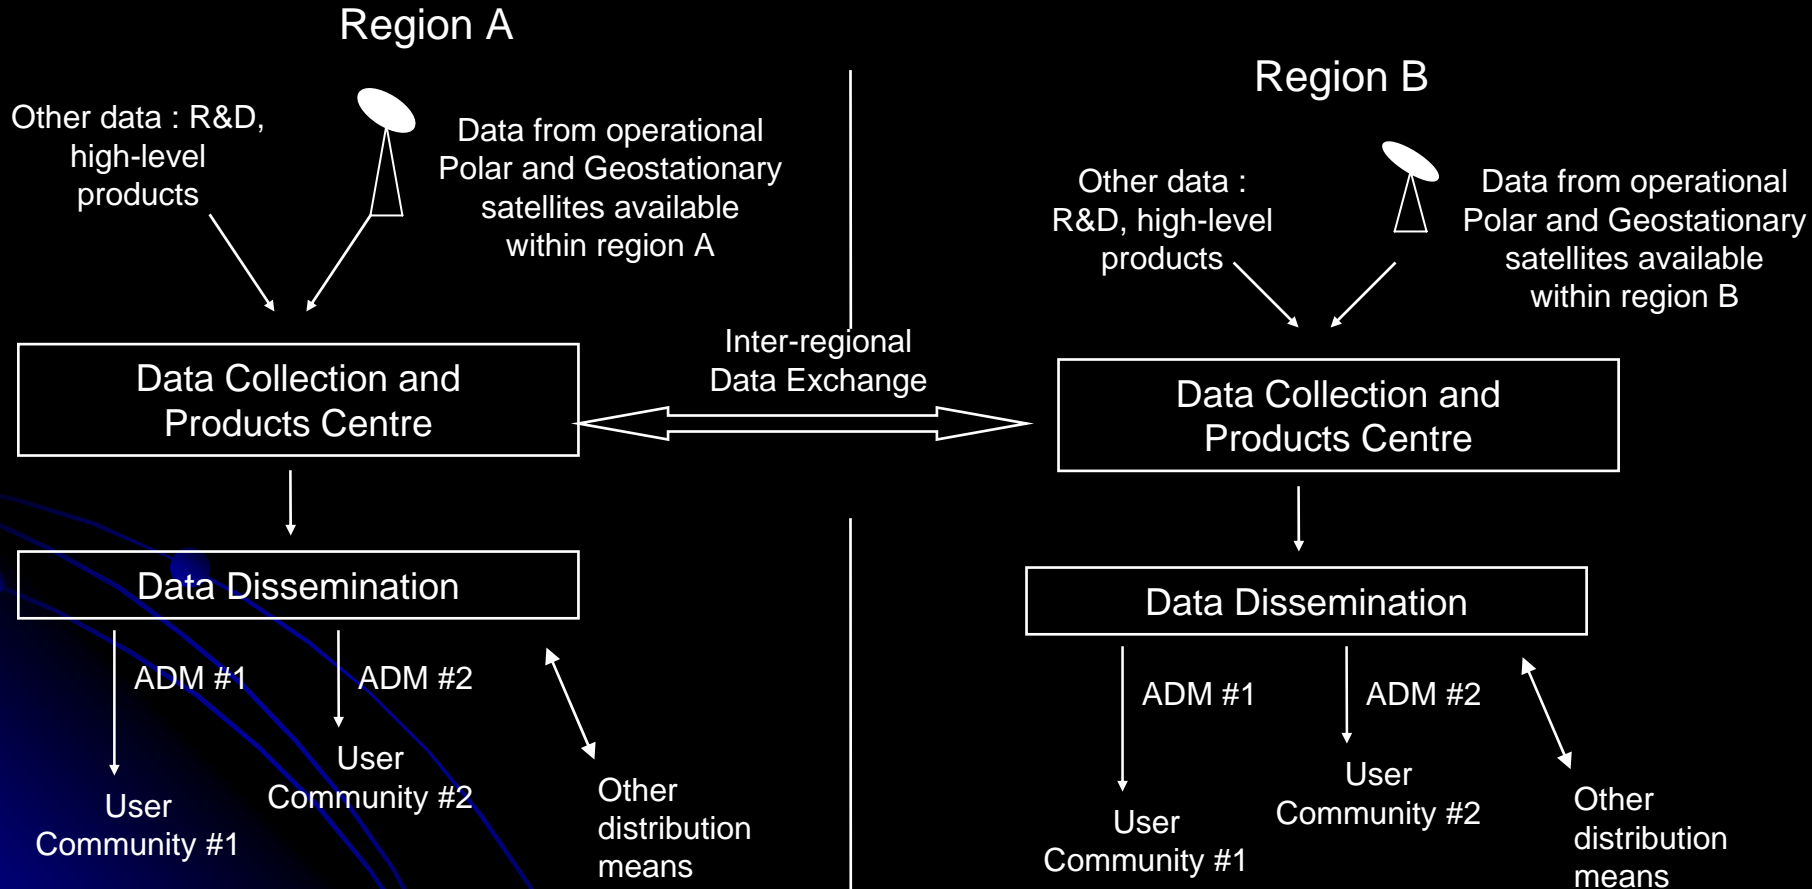 Region A
Other data : R&D,
high-level
products
Data from operational
Polar and Geostationary
satellites available
within region A
Data Collection and
Products Centre
Data Dissemination
ADM #1
ADM #2
User
Community #1
User
Community #2
Other
distribution
means
Inter-regional
Data Exchange
Region B
Other data :
R&D, high-level
products
Data from operational
Polar and Geostationary
satellites available
within region B
Data Collection and
Products Centre
Data Dissemination
ADM #1
ADM #2
User
Community #1
User
Community #2
Other
distribution
means